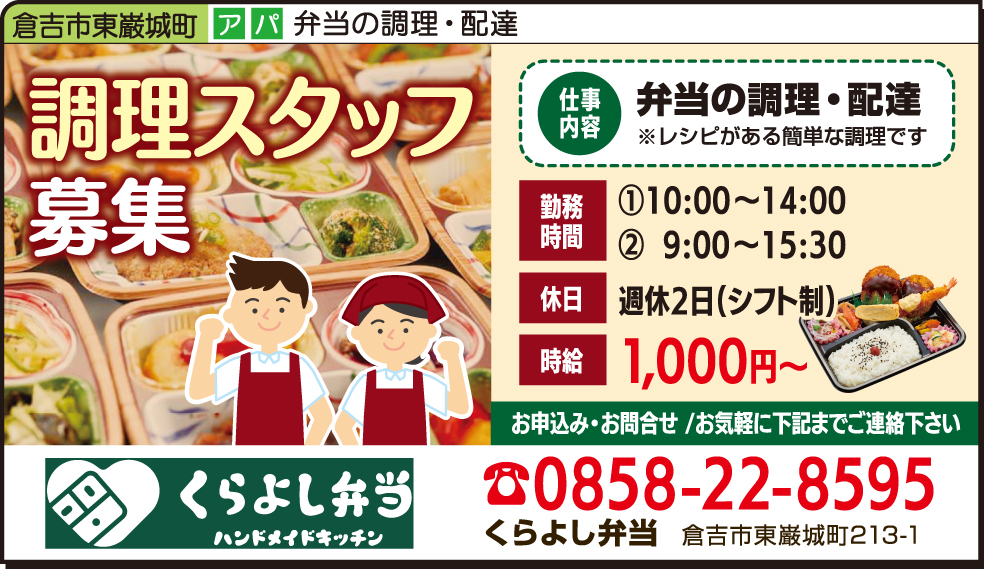 倉吉市東巌城町 アパ 弁当の調理・配達
調理スタッフ
募集
仕事
内容
弁当の調理・配達
※レシピがある簡単な調理です
勤務
時間
①10:00〜14:00
② 9:00〜15:30
休日 週休2日(シフト制)
時給 1,000円〜
お申込み・お問合せ /お気軽に下記までご連絡下さい
くらよし弁当
ハンドメイドキッチン
☎0858-22-8595
くらよし弁当 倉吉市東巌城町213-1